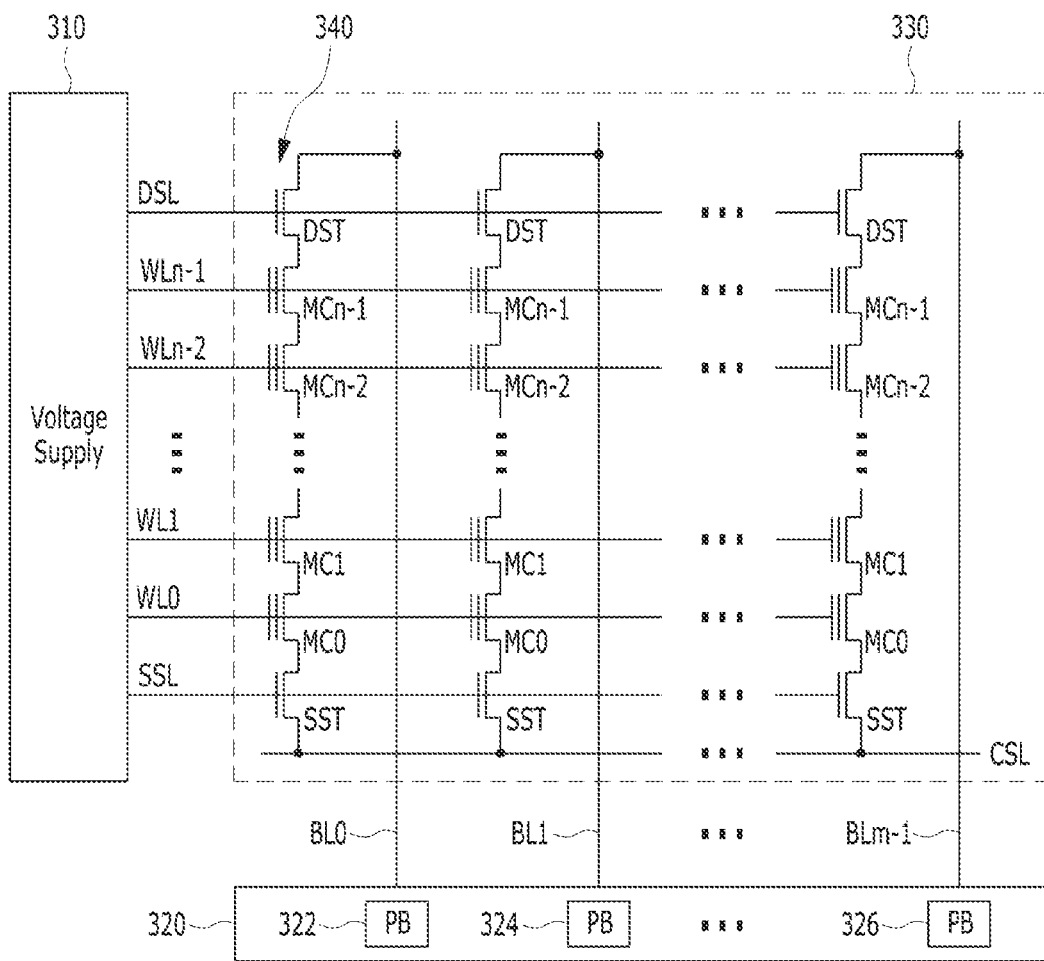 310
340
330
DSL
DST
DST
DST
WLn-1
MCn-1
MCn-1
MCn-1
WLn-2
MCn-2
MCn-2
MCn-2
Voltage
Supply
WL1
MC1
MC1
MC1
WL0
MC0
MC0
MC0
SSL
SST
SST
SST
CSL
BL0
BL1
BLm-1
320
322
PB
324
PB
326
PB